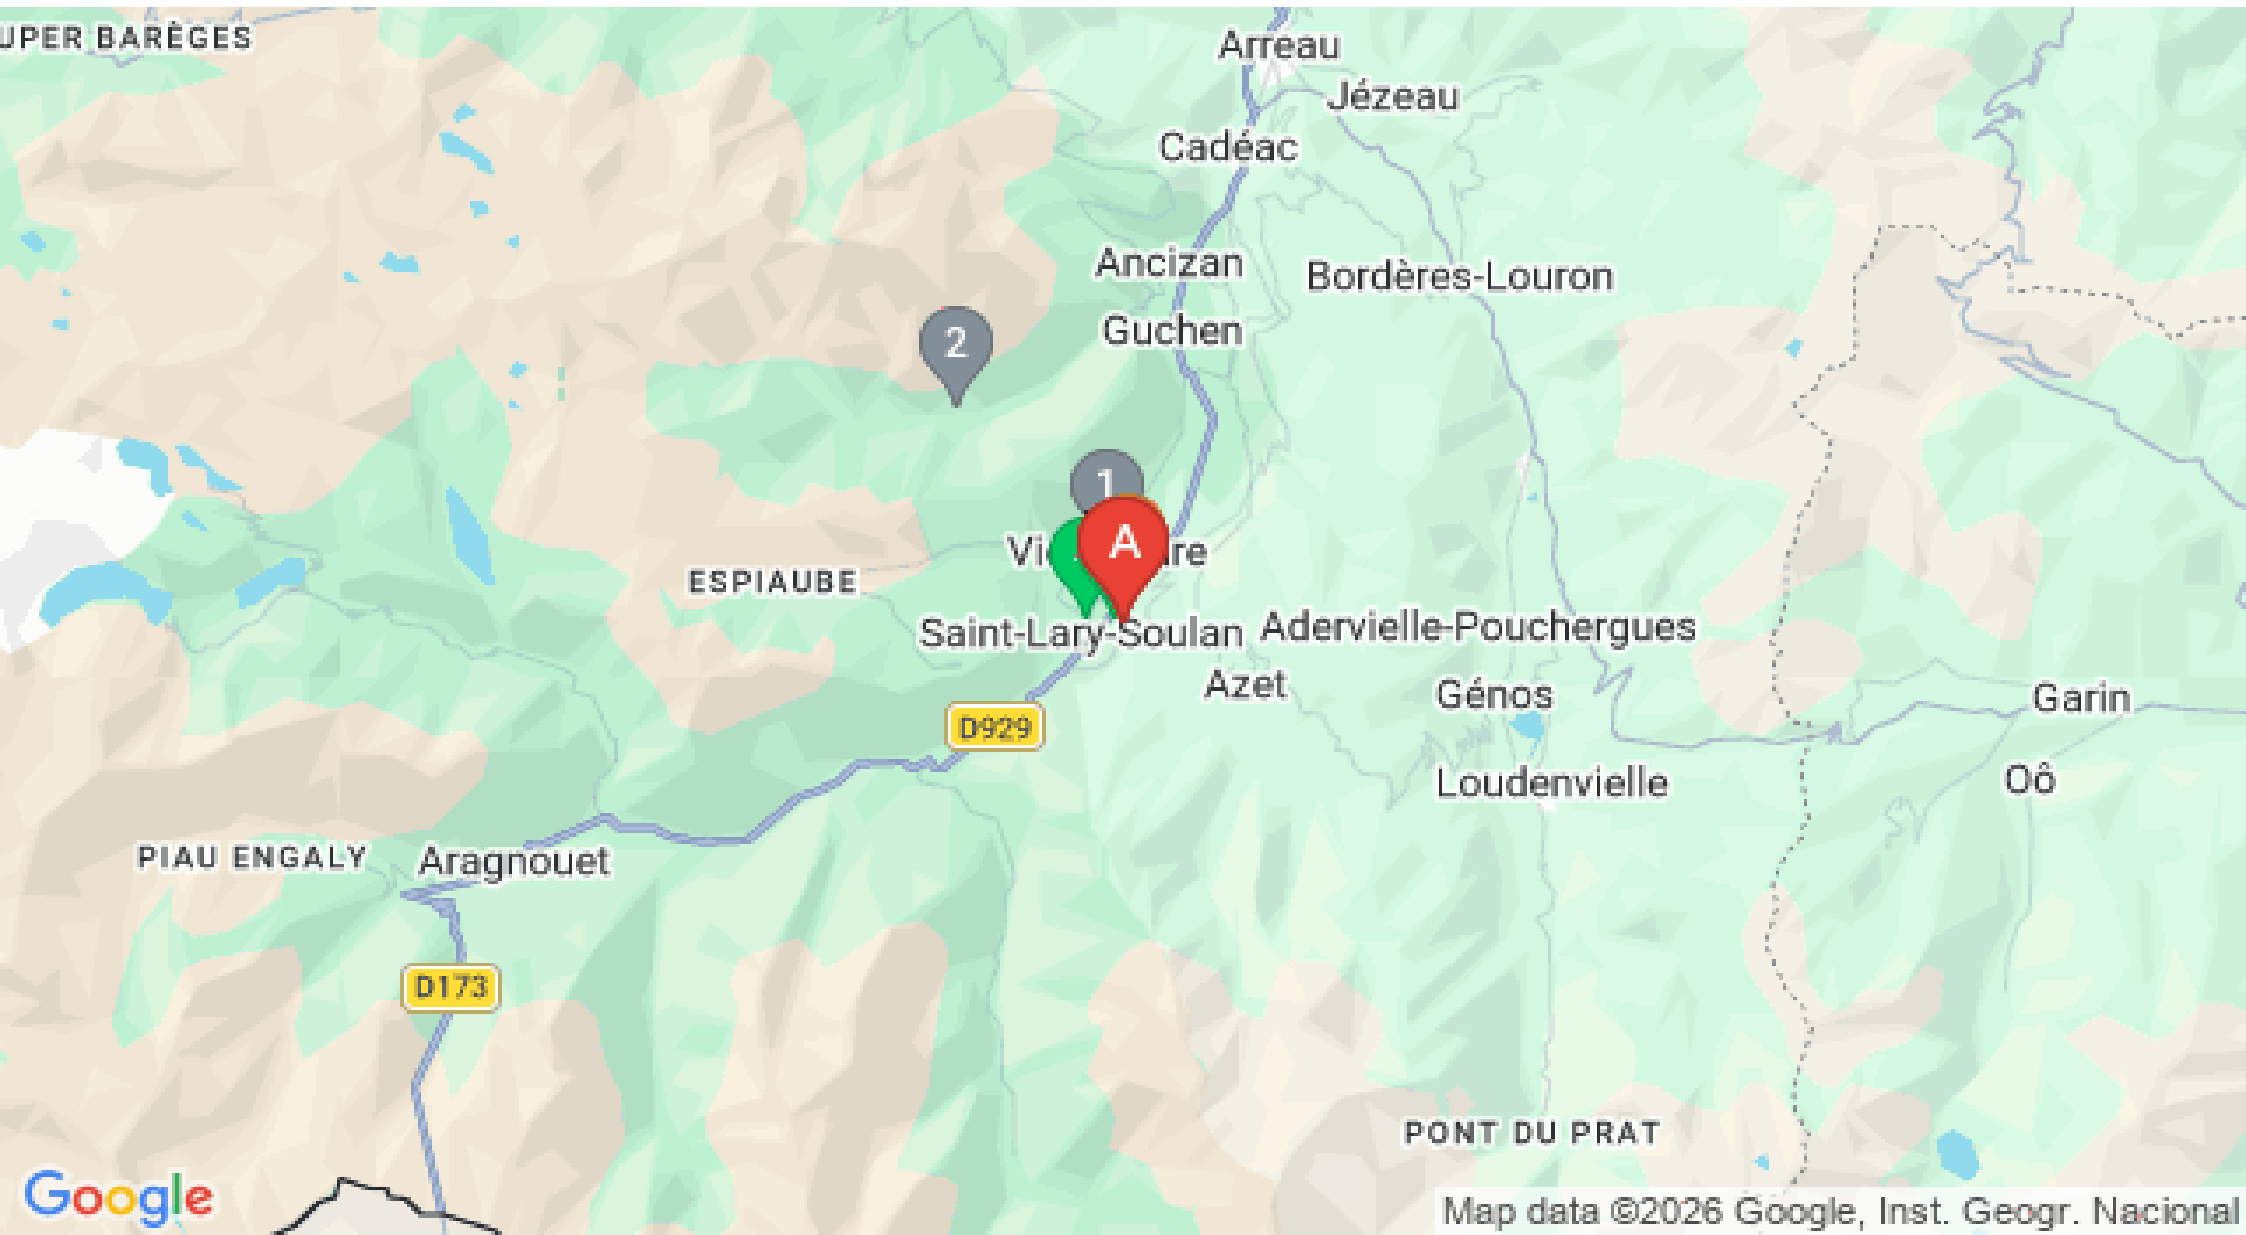 UPER BARÈGES
Arreau
Jézeau
Cadéac
Ancizan
Bordères-Louron
Guchen
2
1
A
ESPIAUBE
Saint-Lary-Soulan
Adervielle-Pouchergues
Azet
Génos
Garin
D929
Loudenvielle
Oô
PIAU ENGALY
Aragnouet
D173
PONT DU PRAT
Google
Map data ©2026 Google, Inst. Geogr. Nacional